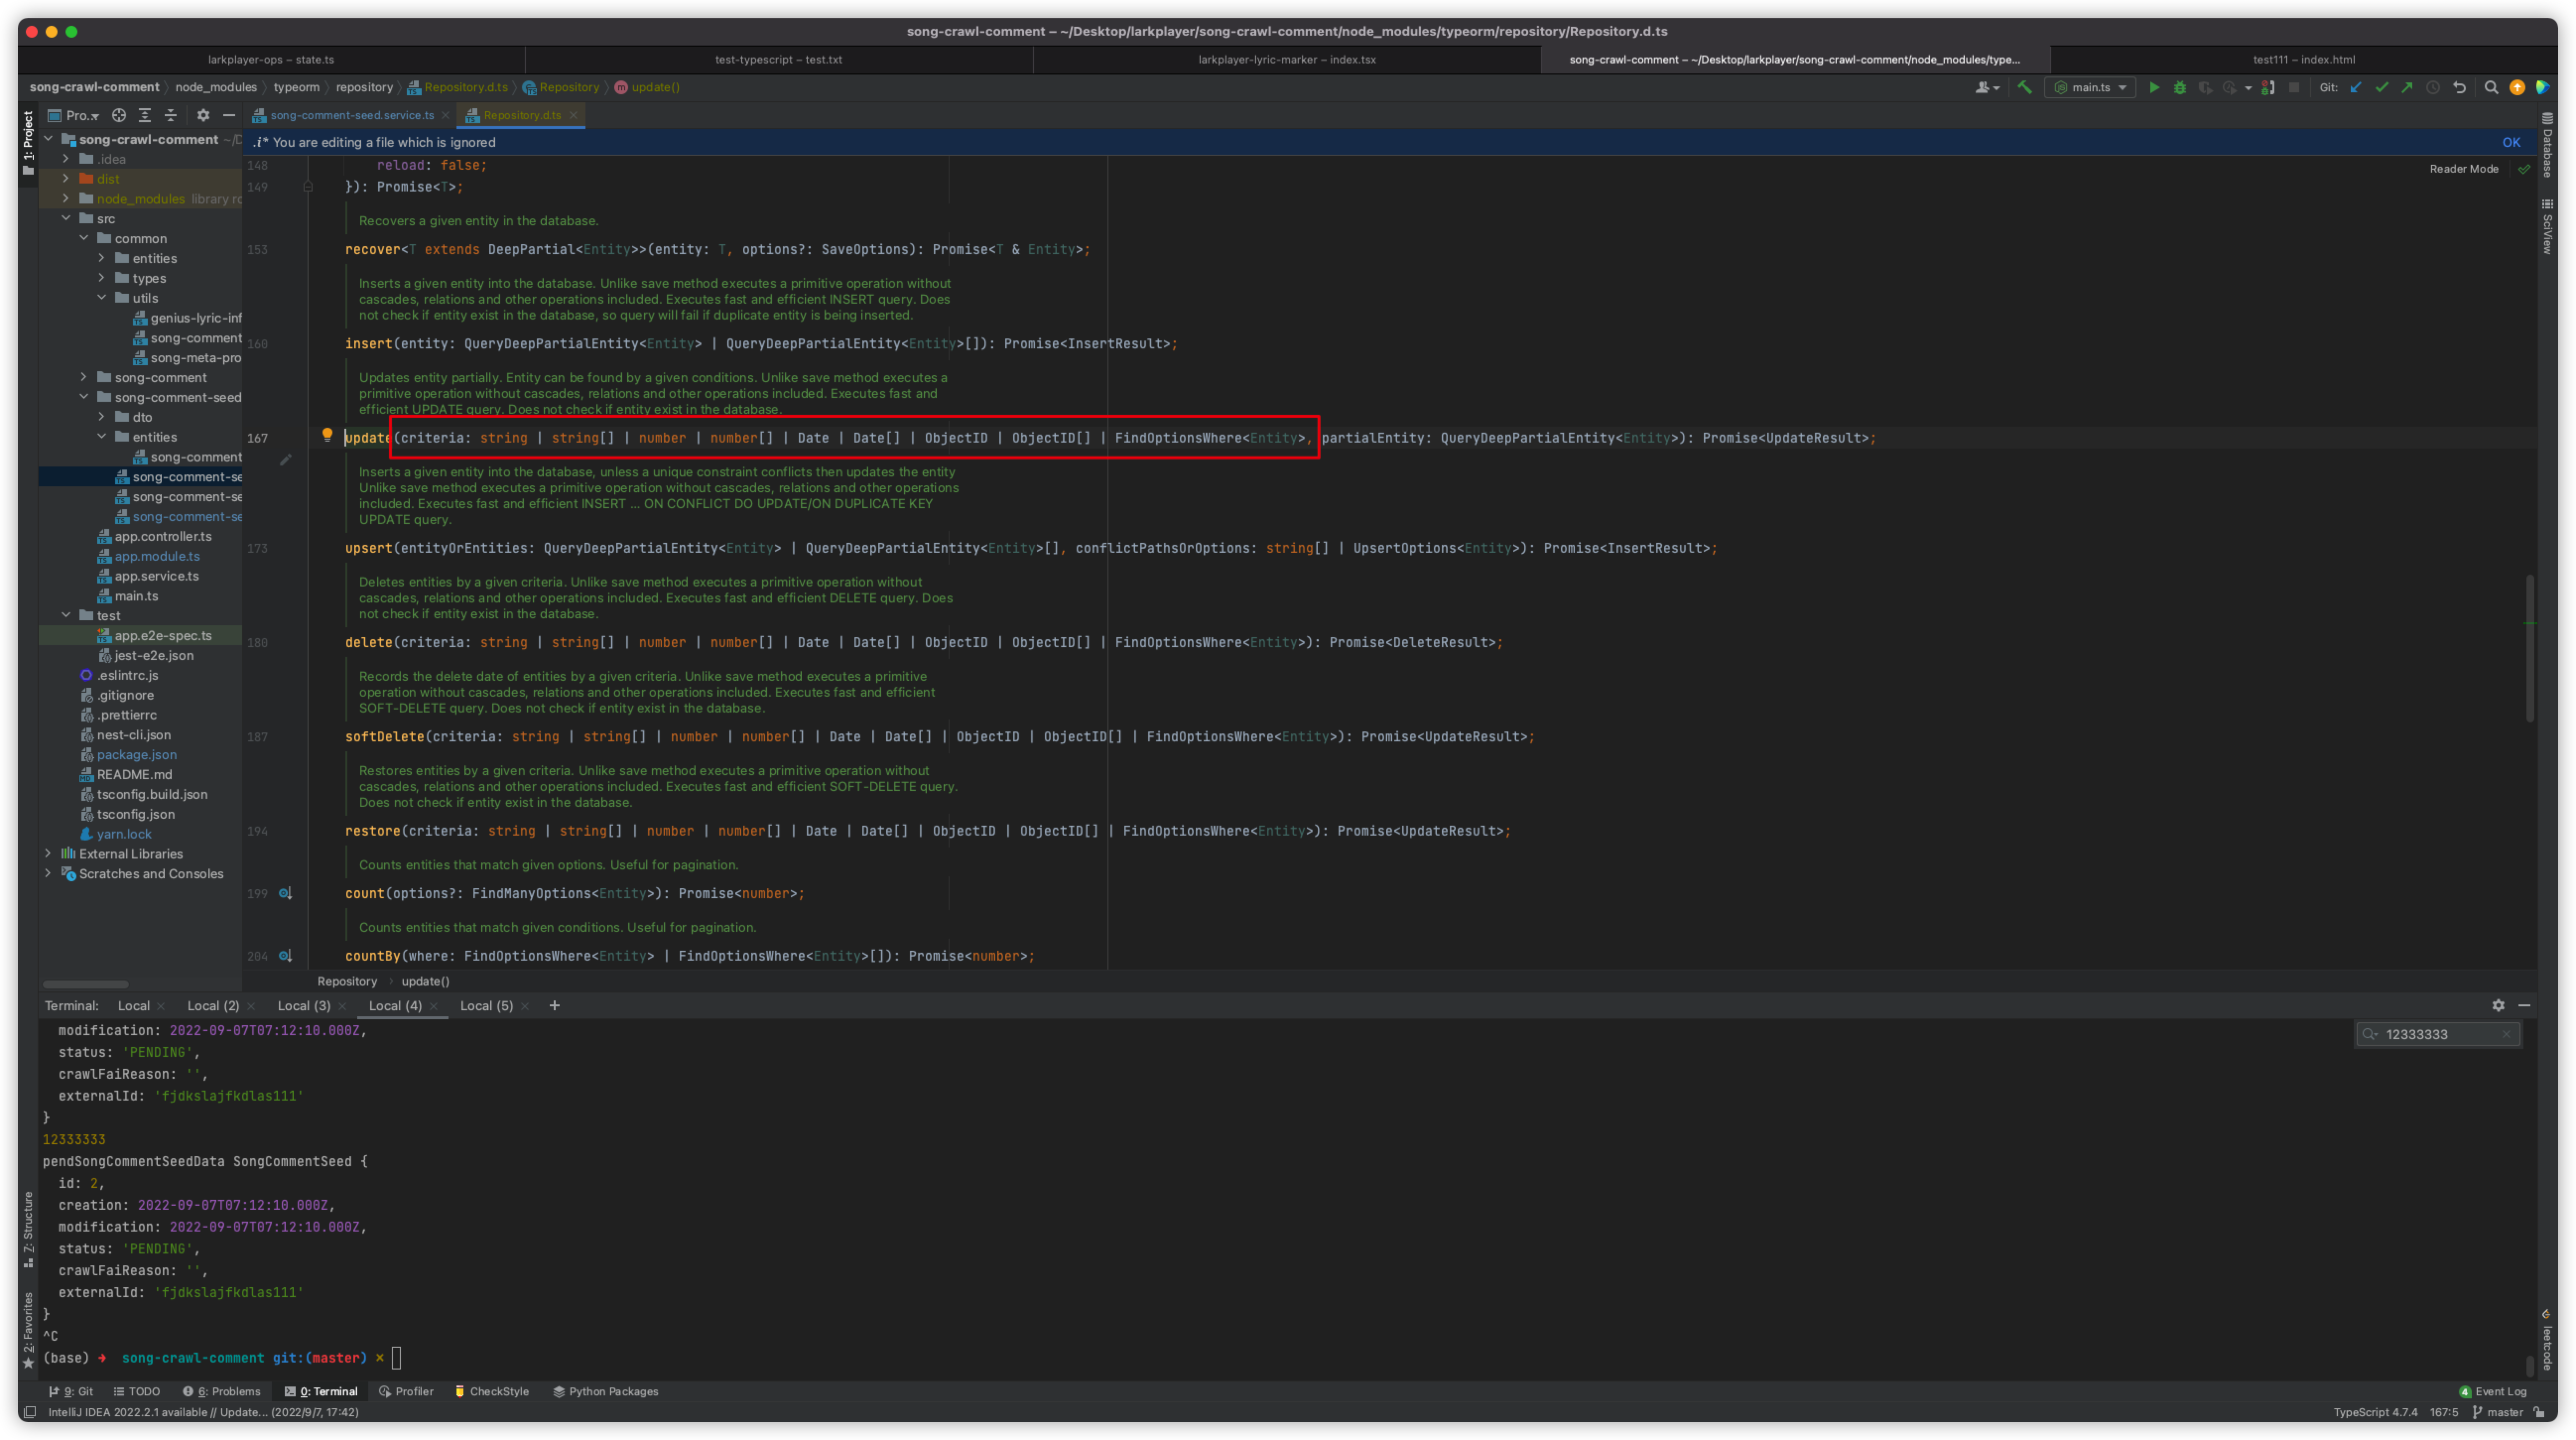 song-crawl-comment – ~/Desktop/larkplayer/song-crawl-comment/node_modules/typeorm/repository/Repository.d.ts
larkplayer-ops – state.ts
test-typescript – test.txt
larkplayer-lyric-marker – index.tsx
song-crawl-comment – ~/Desktop/larkplayer/song-crawl-comment/node_modules/type...
test111 – index.html
song-crawl-comment node_modules typeorm repository Repository.d.ts Repository update()
main.ts
Git:
1: Project
Pro...
song-comment-seed.service.ts
Repository.d.ts
song-crawl-comment ~/D
.idea
dist
node_modules library ro
src
common
entities
types
utils
genius-lyric-inf
song-comment
song-meta-pro
song-comment
song-comment-seed
dto
entities
song-comment
song-comment-se
song-comment-se
song-comment-se
app.controller.ts
app.module.ts
app.service.ts
main.ts
test
app.e2e-spec.ts
jest-e2e.json
.eslintrc.js
.gitignore
.prettierrc
nest-cli.json
package.json
README.md
tsconfig.build.json
tsconfig.json
yarn.lock
External Libraries
Scratches and Consoles
.i* You are editing a file which is ignored
OK
Reader Mode
Database
SciView
148 reload: false;
149 }): Promise<T>;
Recovers a given entity in the database.
153 recover<T extends DeepPartial<Entity>>(entity: T, options?: SaveOptions): Promise<T & Entity>;
Inserts a given entity into the database. Unlike save method executes a primitive operation without
cascades, relations and other operations included. Executes fast and efficient INSERT query. Does
not check if entity exist in the database, so query will fail if duplicate entity is being inserted.
160 insert(entity: QueryDeepPartialEntity<Entity> | QueryDeepPartialEntity<Entity>[]): Promise<InsertResult>;
Updates entity partially. Entity can be found by a given conditions. Unlike save method executes a
primitive operation without cascades, relations and other operations included. Executes fast and
efficient UPDATE query. Does not check if entity exist in the database.
167 update(criteria: string | string[] | number | number[] | Date | Date[] | ObjectID | ObjectID[] | FindOptionsWhere<Entity>, partialEntity: QueryDeepPartialEntity<Entity>): Promise<UpdateResult>;
Inserts a given entity into the database, unless a unique constraint conflicts then updates the entity
Unlike save method executes a primitive operation without cascades, relations and other operations
included. Executes fast and efficient INSERT ... ON CONFLICT DO UPDATE/ON DUPLICATE KEY
UPDATE query.
173 upsert(entityOrEntities: QueryDeepPartialEntity<Entity> | QueryDeepPartialEntity<Entity>[], conflictPathsOrOptions: string[] | UpsertOptions<Entity>): Promise<InsertResult>;
Deletes entities by a given criteria. Unlike save method executes a primitive operation without
cascades, relations and other operations included. Executes fast and efficient DELETE query. Does
not check if entity exist in the database.
180 delete(criteria: string | string[] | number | number[] | Date | Date[] | ObjectID | ObjectID[] | FindOptionsWhere<Entity>): Promise<DeleteResult>;
Records the delete date of entities by a given criteria. Unlike save method executes a primitive
operation without cascades, relations and other operations included. Executes fast and efficient
SOFT-DELETE query. Does not check if entity exist in the database.
187 softDelete(criteria: string | string[] | number | number[] | Date | Date[] | ObjectID | ObjectID[] | FindOptionsWhere<Entity>): Promise<UpdateResult>;
Restores entities by a given criteria. Unlike save method executes a primitive operation without
cascades, relations and other operations included. Executes fast and efficient SOFT-DELETE query.
Does not check if entity exist in the database.
194 restore(criteria: string | string[] | number | number[] | Date | Date[] | ObjectID | ObjectID[] | FindOptionsWhere<Entity>): Promise<UpdateResult>;
Counts entities that match given options. Useful for pagination.
199 count(options?: FindManyOptions<Entity>): Promise<number>;
Counts entities that match given conditions. Useful for pagination.
204 countBy(where: FindOptionsWhere<Entity> | FindOptionsWhere<Entity>[]): Promise<number>;
Repository update()
Terminal: Local Local (2) Local (3) Local (4) Local (5) +
12333333
modification: 2022-09-07T07:12:10.000Z,
status: 'PENDING',
crawlFaiReason: '',
externalId: 'fjdkslajfkdlas111'
}
12333333
pendSongCommentSeedData SongCommentSeed {
id: 2,
creation: 2022-09-07T07:12:10.000Z,
modification: 2022-09-07T07:12:10.000Z,
status: 'PENDING',
crawlFaiReason: '',
externalId: 'fjdkslajfkdlas111'
}
^C
(base) ➜ song-crawl-comment git:(master) ×
7: Structure
2: Favorites
leetcode
9: Git TODO 6: Problems 0: Terminal Profiler CheckStyle Python Packages
4 Event Log
IntelliJ IDEA 2022.2.1 available // Update... (2022/9/7, 17:42)
TypeScript 4.7.4 167:5 master